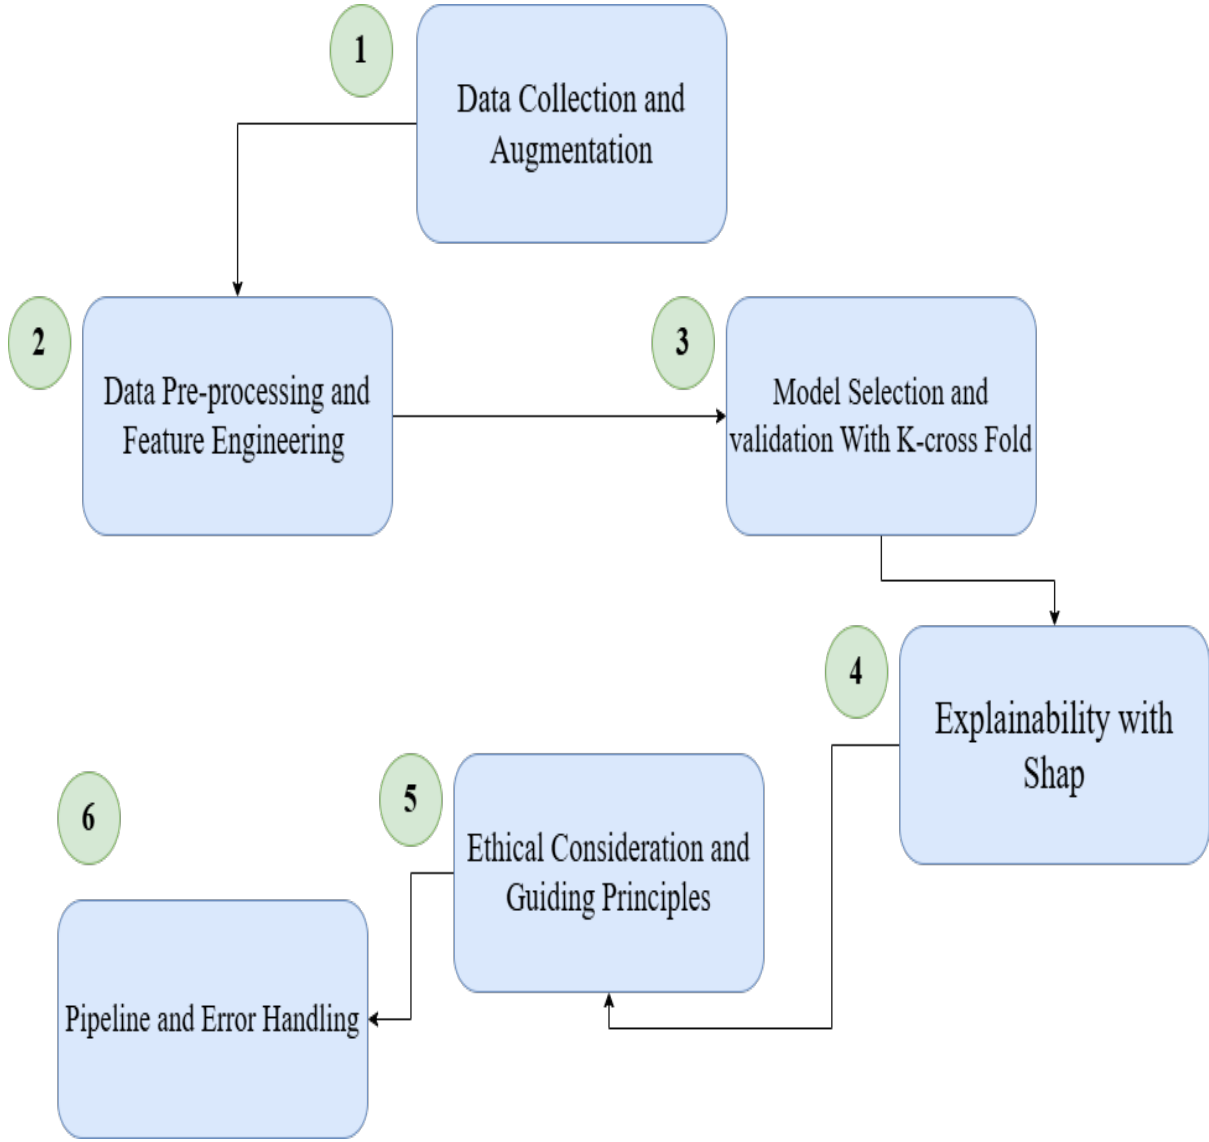 1
Data Collection and
Augmentation
2
Data Pre-processing and
Feature Engineering
3
Model Selection and
validation With K-cross Fold
4
Explainability with
Shap
5
Ethical Consideration and
Guiding Principles
6
Pipeline and Error Handling